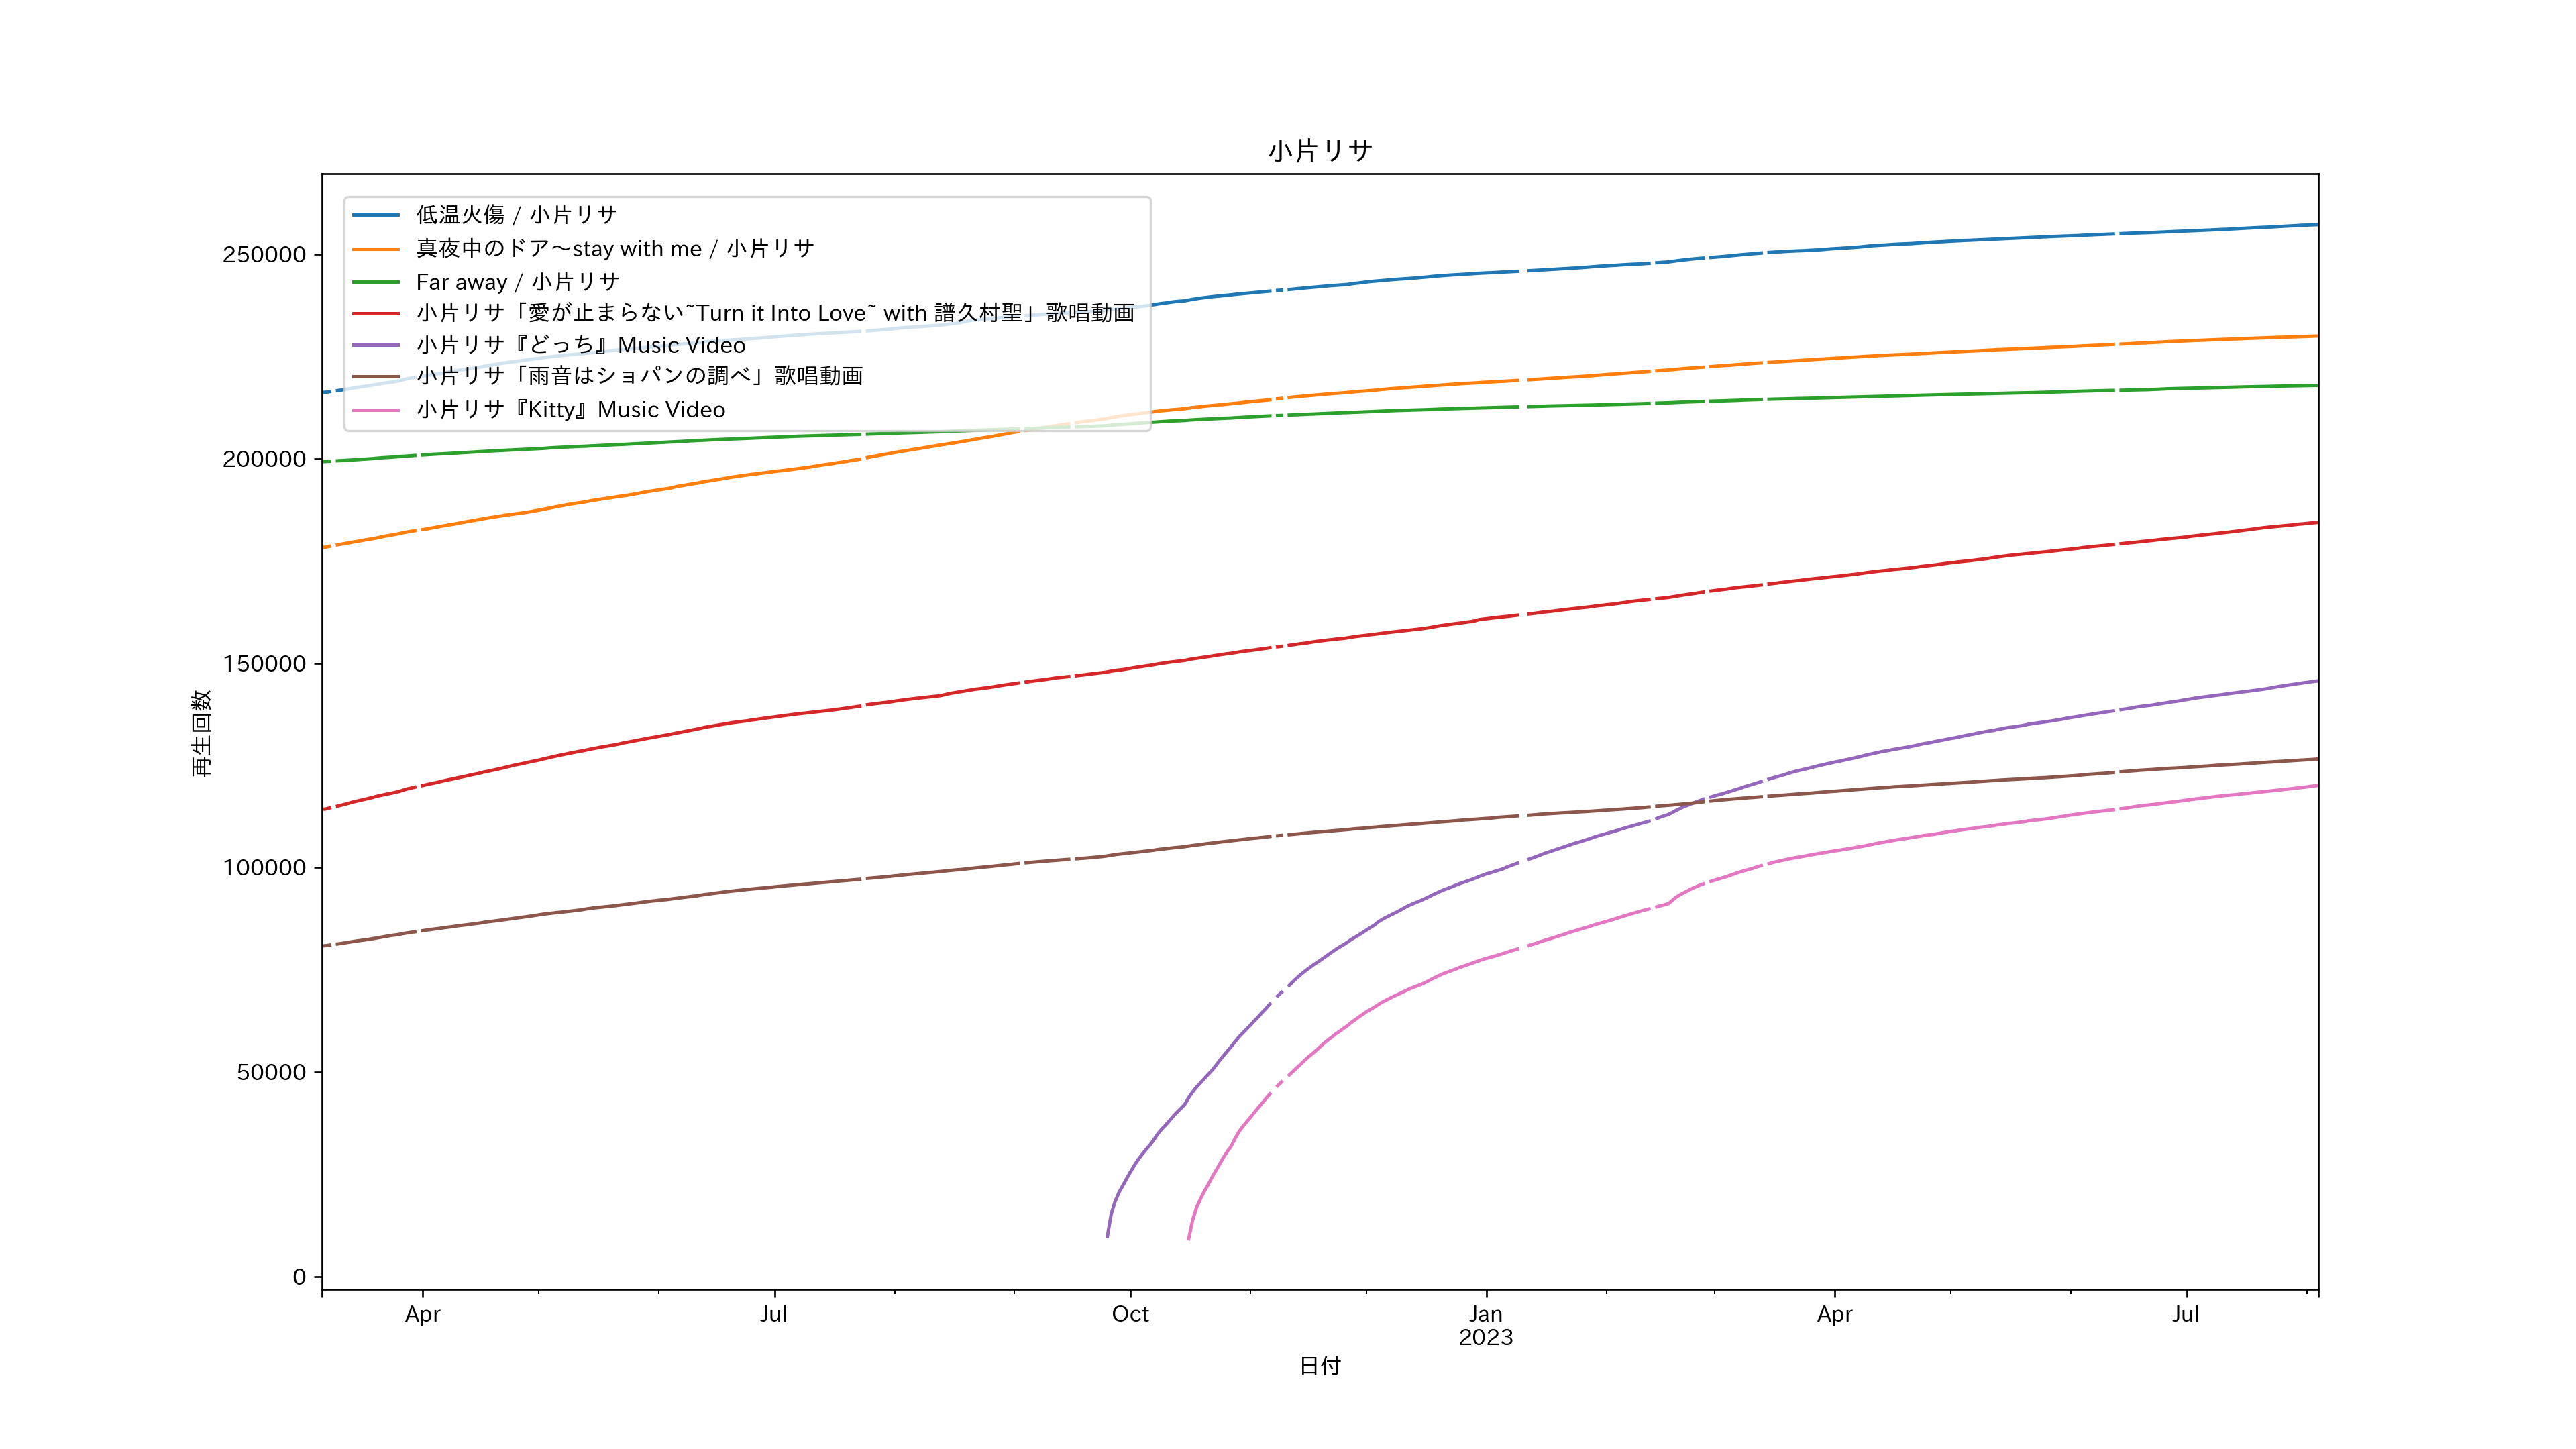 小片リサ
低温火傷 / 小片リサ
真夜中のドア～stay with me / 小片リサ
Far away / 小片リサ
小片リサ「愛が止まらない~Turn it Into Love~ with 譜久村聖」歌唱動画
小片リサ『どっち』Music Video
小片リサ「雨音はショパンの調べ」歌唱動画
小片リサ『Kitty』Music Video
250000
200000
150000
100000
50000
0
再生回数
Apr
Jul
Oct
Jan
2023
Apr
Jul
日付